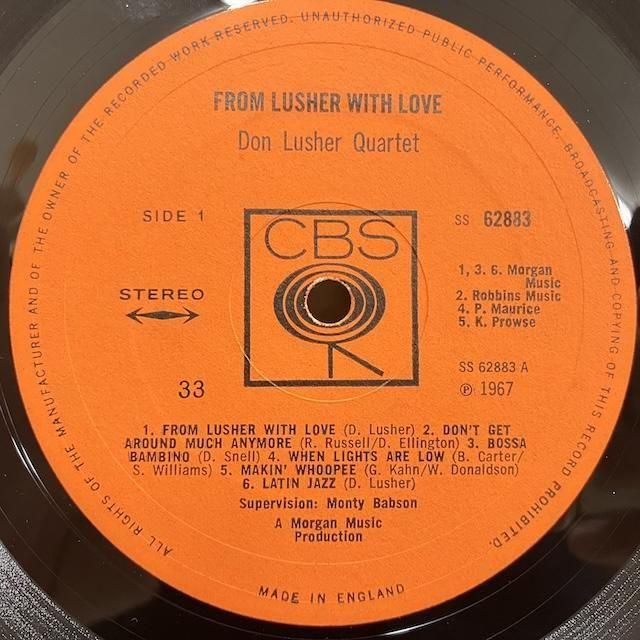 ALL RIGHTS OF THE MANUFACTURER AND OF THE OWNER OF THE RECORDED WORK RESERVED. UNAUTHORIZED PUBLIC PERFORMANCE, BROADCASTING AND COPYING OF THIS RECORD PROHIBITED.
FROM LUSHER WITH LOVE
Don Lusher Quartet
SIDE 1
SS 62883
CBS
STEREO
1, 3. 6. Morgan
Music
2. Robbins Music
4. P. Maurice
5. K. Prowse
33
SS 62883 A
℗ 1967
1. FROM LUSHER WITH LOVE (D. Lusher) 2. DON'T GET
AROUND MUCH ANYMORE (R. Russell/D. Ellington) 3. BOSSA
BAMBINO (D. Snell) 4. WHEN LIGHTS ARE LOW (B. Carter/
S. Williams) 5. MAKIN' WHOOPEE (G. Kahn/W. Donaldson)
6. LATIN JAZZ (D. Lusher)
Supervision: Monty Babson
A Morgan Music
Production
MADE IN ENGLAND